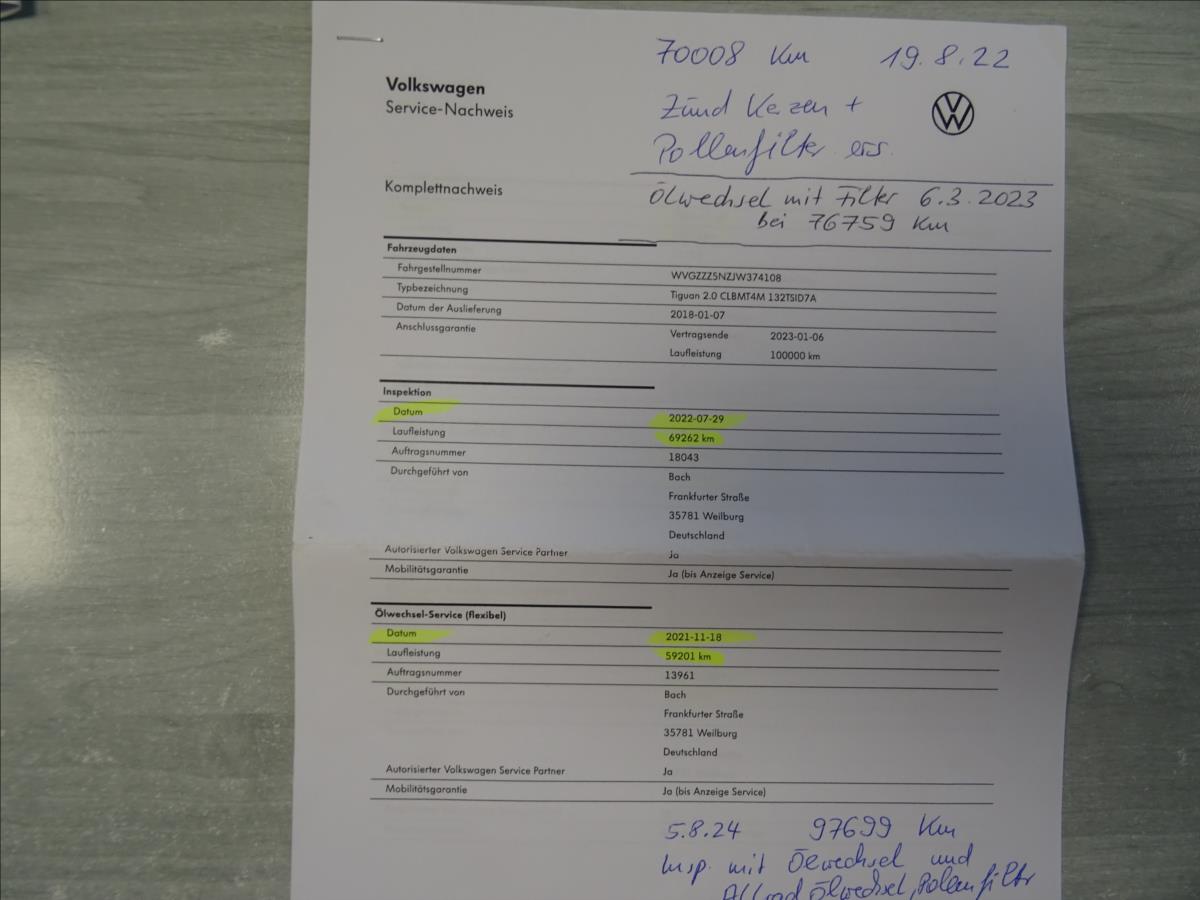 70008 Km 19.8.22
Volkswagen
Service-Nachweis
Zünd Kerzen +
Pollenfilter ers.
Komplettnachweis
Ölwechsel mit Filter 6.3.2023
bei 76759 Km
Fahrzeugdaten
Fahrgestellnummer WVGZZZ5NZJW374108
Typbezeichnung Tiguan 2.0 CLBMT4M 132TSID7A
Datum der Auslieferung 2018-01-07
Anschlussgarantie Vertragsende 2023-01-06
Laufleistung 100000 km
Inspektion
Datum 2022-07-29
Laufleistung 69262 km
Auftragsnummer 18043
Durchgeführt von Bach
Frankfurter Straße
35781 Weilburg
Deutschland
Autorisierter Volkswagen Service Partner Ja
Mobilitätsgarantie Ja (bis Anzeige Service)
Ölwechsel-Service (flexibel)
Datum 2021-11-18
Laufleistung 59201 km
Auftragsnummer 13961
Durchgeführt von Bach
Frankfurter Straße
35781 Weilburg
Deutschland
Autorisierter Volkswagen Service Partner Ja
Mobilitätsgarantie Ja (bis Anzeige Service)
5.8.24 97699 Km
Insp. mit Ölwechsel und
Allrad Ölwechsel, Pollenfilter